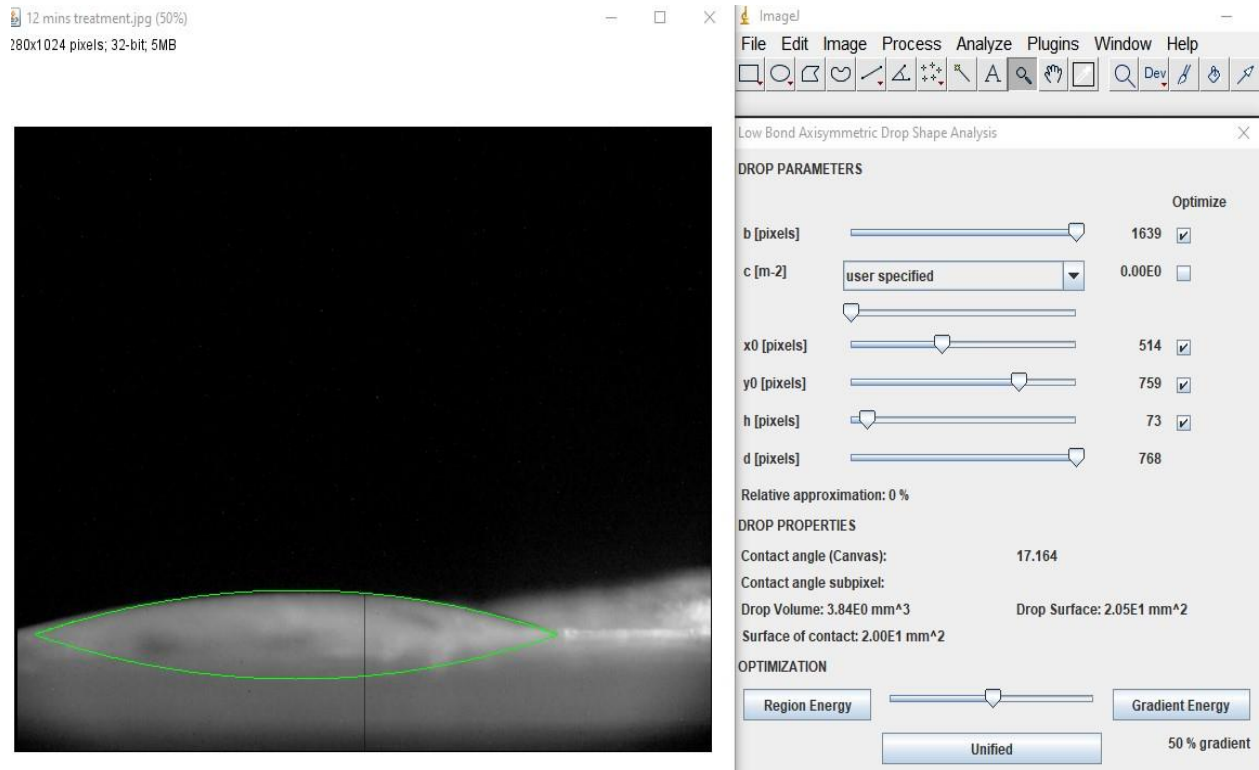 12 mins treatment.jpg (50%)
280x1024 pixels; 32-bit; 5MB
ImageJ
File Edit Image Process Analyze Plugins Window Help
A Dev
Low Bond Axisymmetric Drop Shape Analysis
DROP PARAMETERS
Optimize
b [pixels] 1639
c [m-2] user specified 0.00E0
x0 [pixels] 514
y0 [pixels] 759
h [pixels] 73
d [pixels] 768
Relative approximation: 0 %
DROP PROPERTIES
Contact angle (Canvas): 17.164
Contact angle subpixel:
Drop Volume: 3.84E0 mm^3 Drop Surface: 2.05E1 mm^2
Surface of contact: 2.00E1 mm^2
OPTIMIZATION
Region Energy Gradient Energy
Unified 50 % gradient